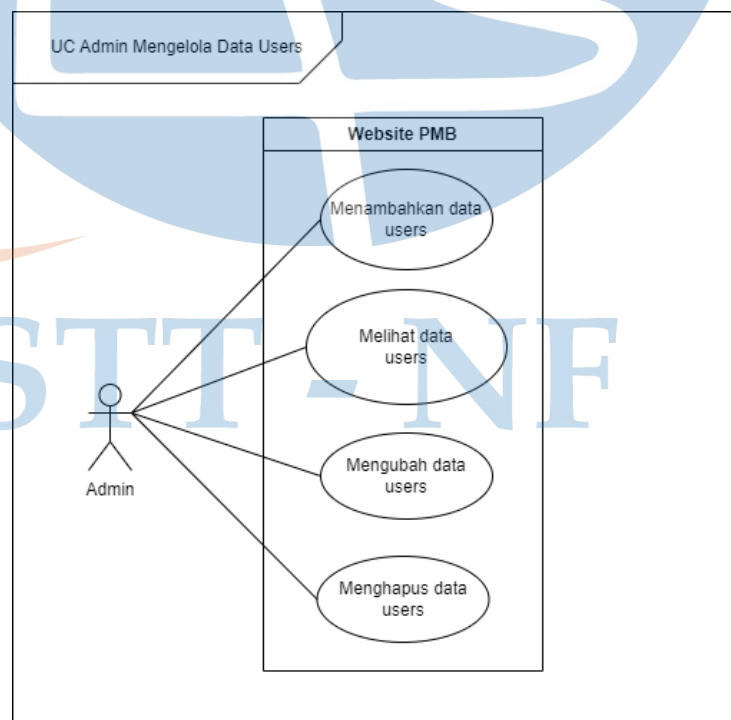 UC Admin Mengelola Data Users
Website PMB
Menambahkan data
users
Melihat data
users
STT - NF
Mengubah data
users
Admin
Menghapus data
users